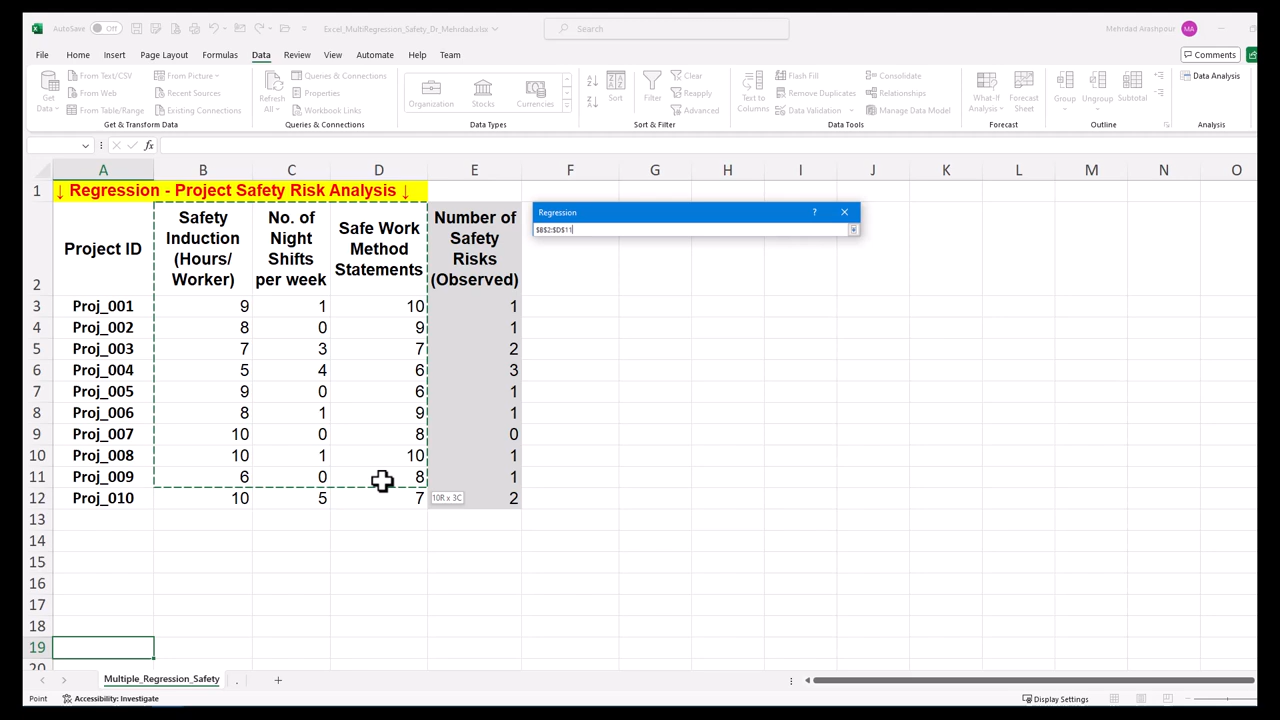 AutoSave Off Excel_MultiRegression_Safety_Dr_Mehrdad.xlsx Search Mehrdad Arashpour MA
File Home Insert Page Layout Formulas Data Review View Automate Help Team Comments
Get Data From Text/CSV From Picture Refresh All Queries & Connections Organization Stocks Currencies Sort Filter Clear Text to Columns Flash Fill Consolidate What-If Analysis Forecast Sheet Group Ungroup Subtotal Data Analysis
From Web Recent Sources Properties Reapply Remove Duplicates Relationships
From Table/Range Existing Connections Workbook Links Advanced Data Validation Manage Data Model
Get & Transform Data Queries & Connections Data Types Sort & Filter Data Tools Forecast Outline Analysis
fx
A B C D E F G H I J K L M N O
1 ↓ Regression - Project Safety Risk Analysis ↓
Regression ? ×
$B$2:$D$11
2 Project ID
Safety
Induction
(Hours/
Worker)
No. of
Night
Shifts
per week
Safe Work
Method
Statements
Number of
Safety
Risks
(Observed)
3 Proj_001 9 1 10 1
4 Proj_002 8 0 9 1
5 Proj_003 7 3 7 2
6 Proj_004 5 4 6 3
7 Proj_005 9 0 6 1
8 Proj_006 8 1 9 1
9 Proj_007 10 0 8 0
10 Proj_008 10 1 10 1
11 Proj_009 6 0 8 1
12 Proj_010 10 5 7 2
10R x 3C
13
14
15
16
17
18
19
20
Multiple_Regression_Safety . +
Point Accessibility: Investigate Display Settings